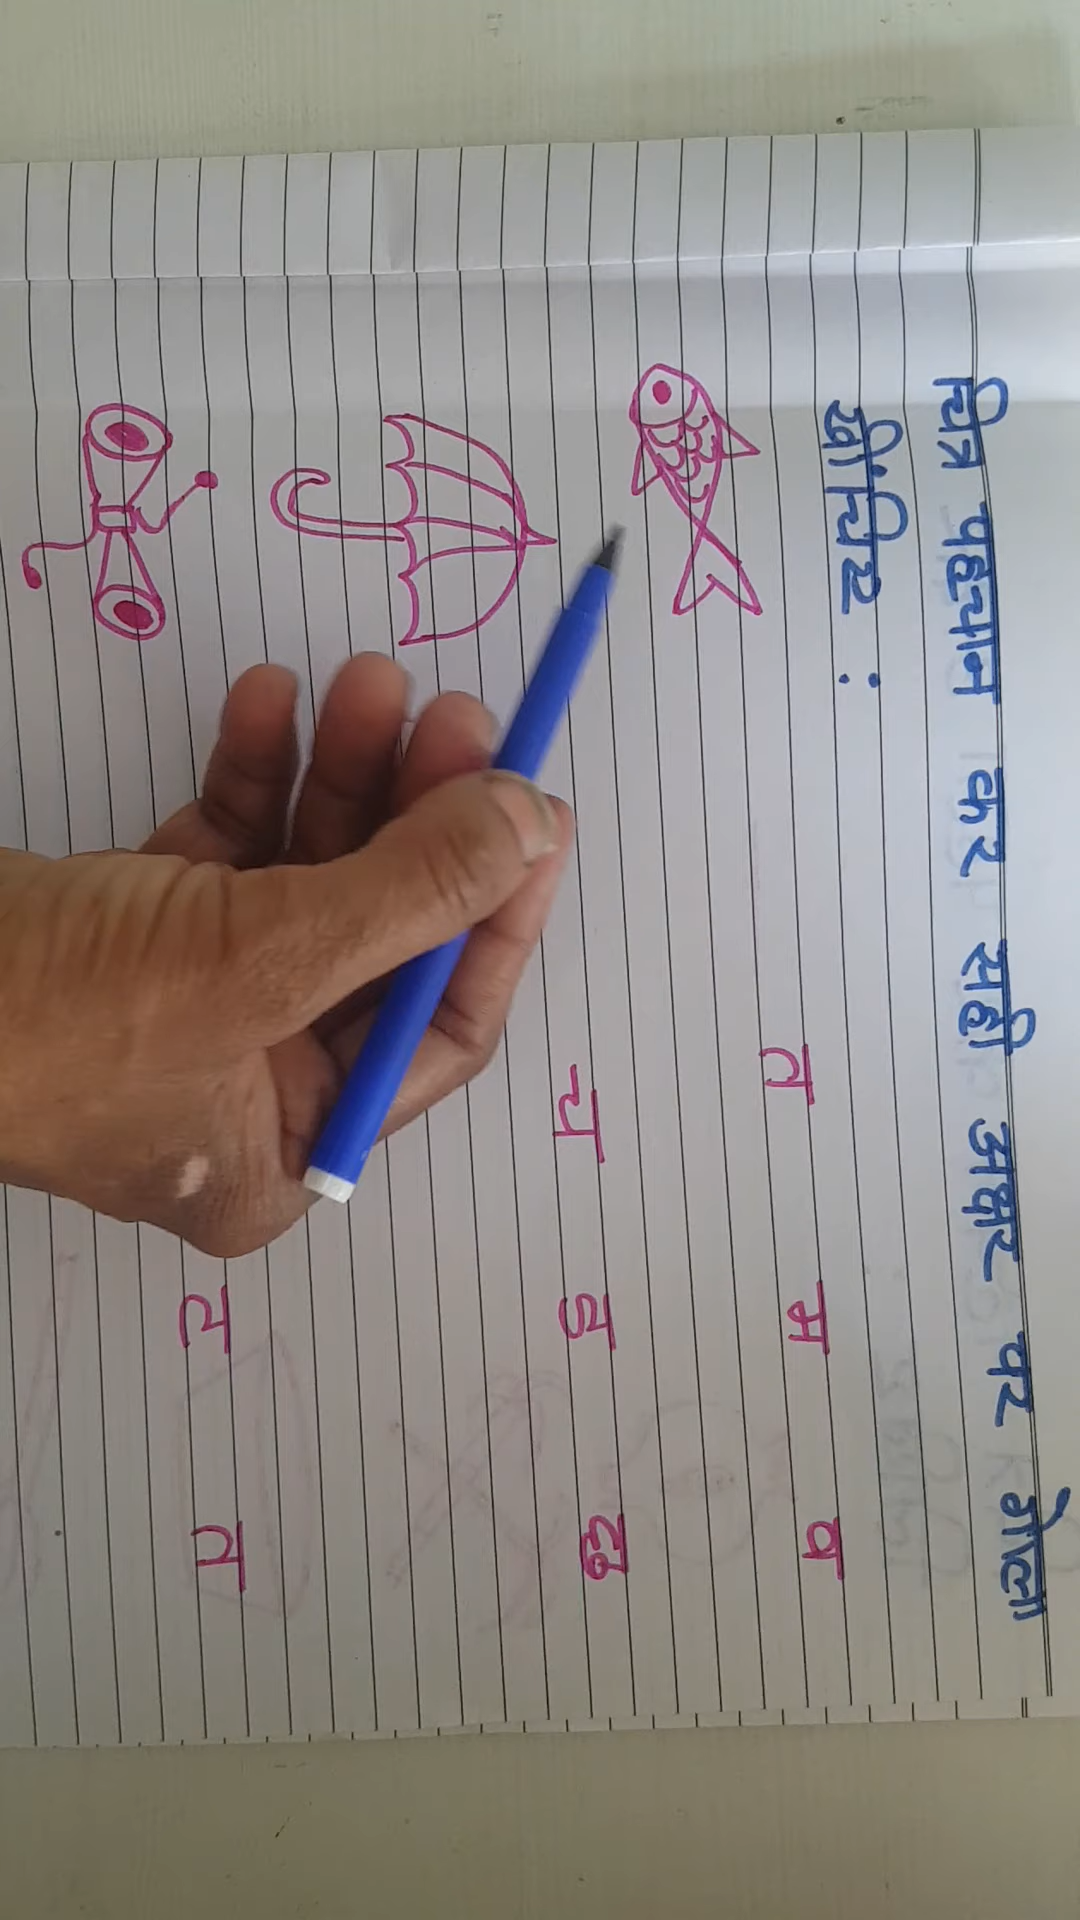 चित्र पहचान कर सही अक्षर पर गोला
खींचिए :
त म व
च ड छ
ट त